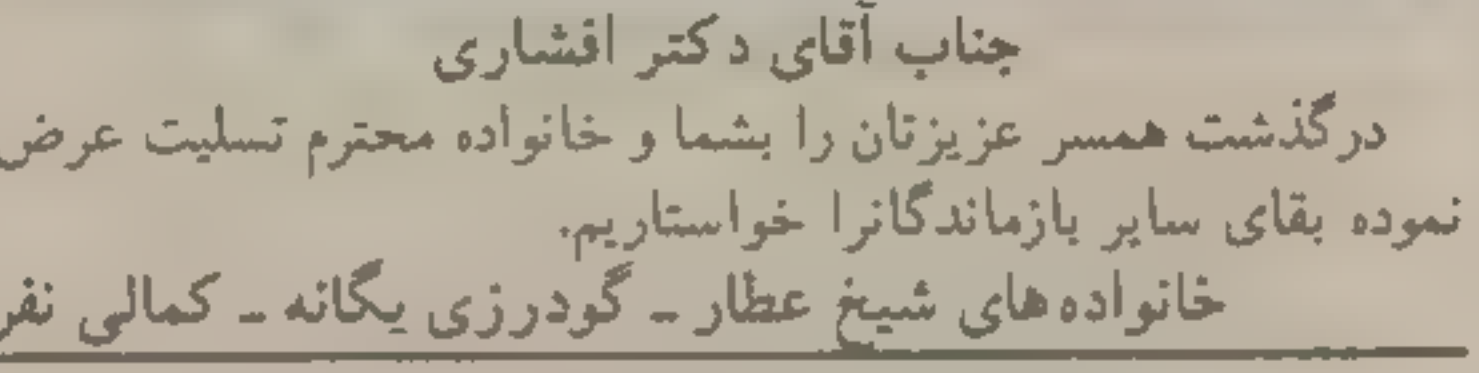 جناب آقای دکتر افشاری
درگذشت همسر عزیزتان را بشما و خانواده محترم تسلیت عرض
نموده بقای سایر بازماندگانرا خواستاریم.
خانواده‌های شیخ عطار ـ گودرزی یگانه ـ کمالی نفر